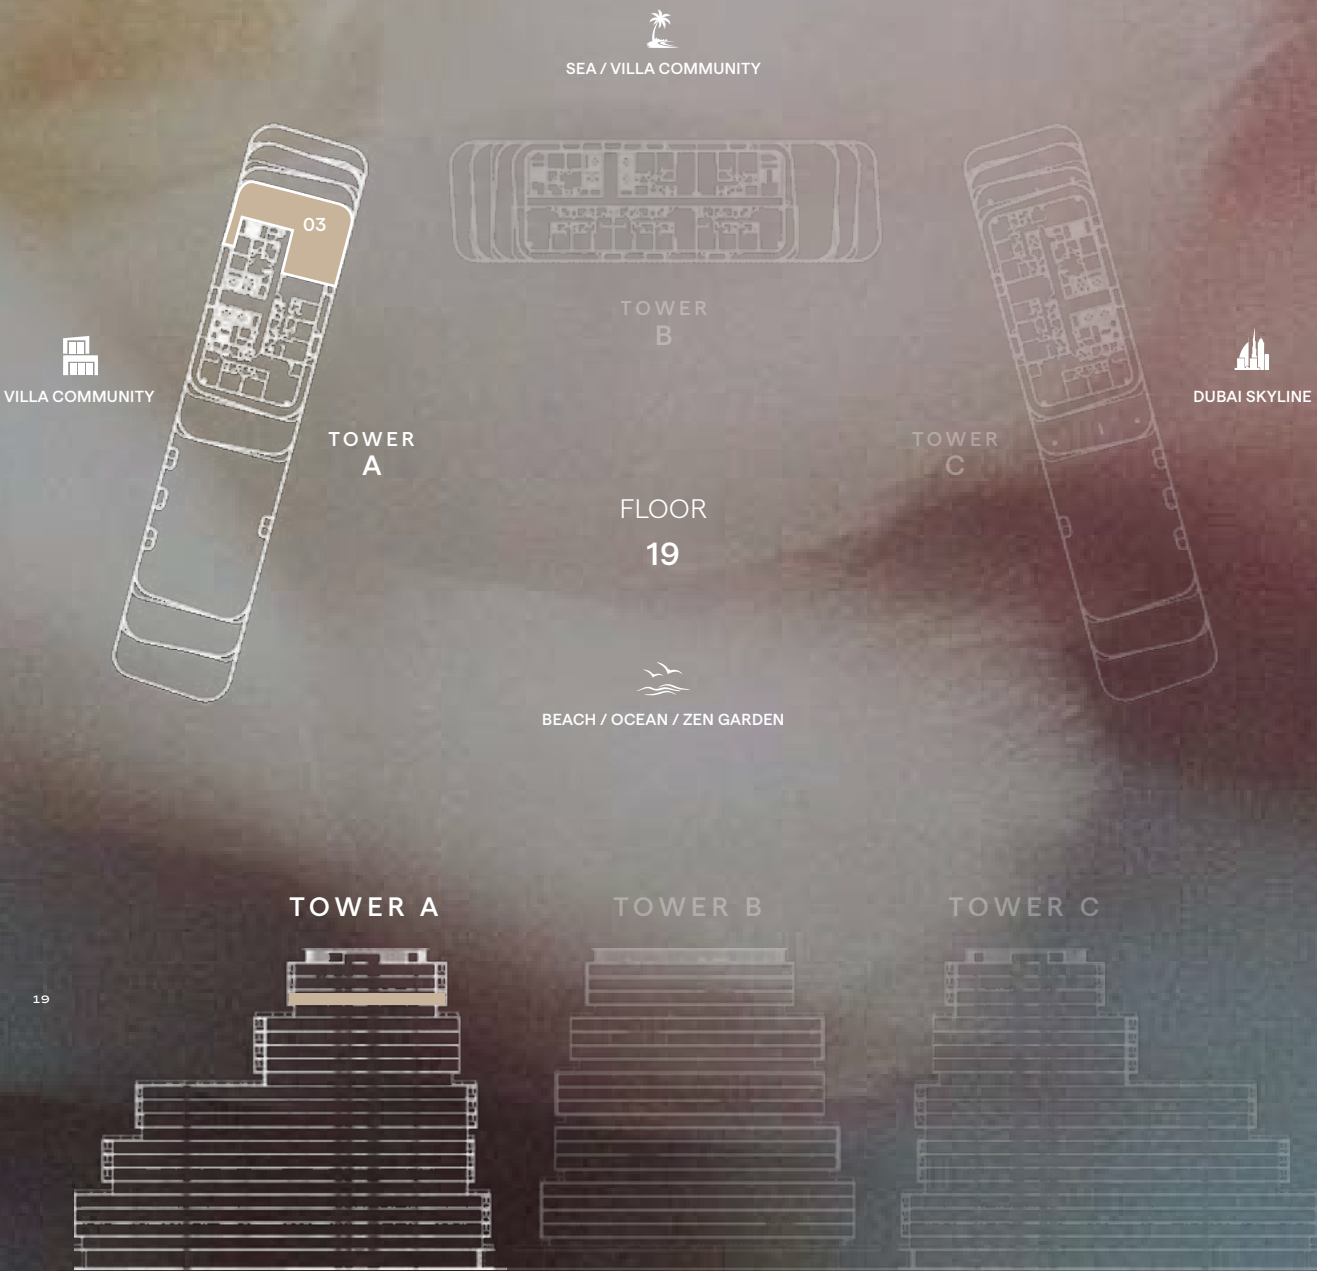 SEA / VILLA COMMUNITY
03
TOWER
B
VILLA COMMUNITY
DUBAI SKYLINE
TOWER
A
TOWER
C
FLOOR
19
BEACH / OCEAN / ZEN GARDEN
TOWER A
TOWER B
TOWER C
19